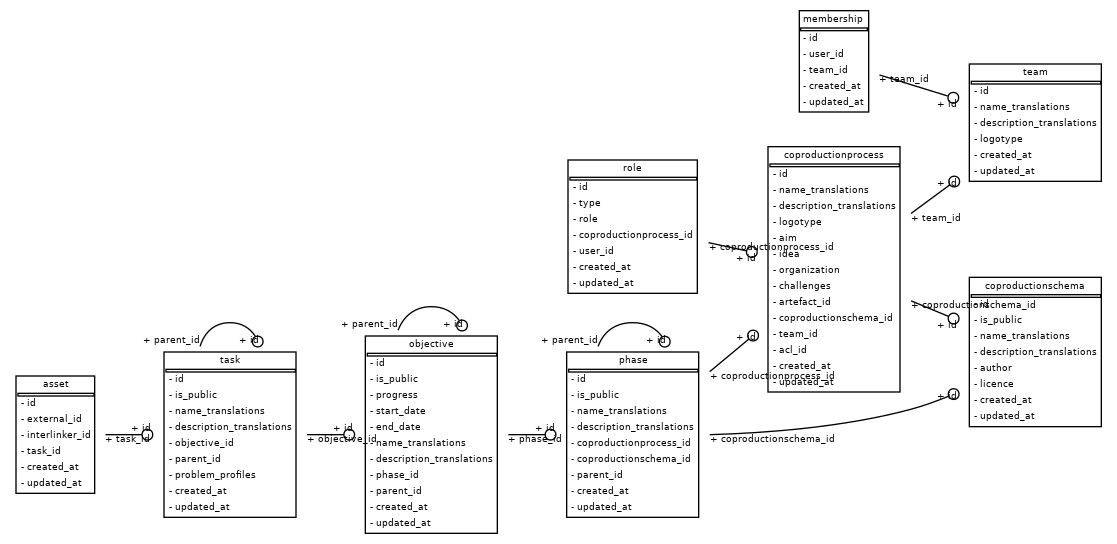 membership
- id
- user_id
- team_id
- created_at
- updated_at
+ team_id
+ id
team
- id
- name_translations
- description_translations
- logotype
- created_at
- updated_at
+ id
+ team_id
coproductionprocess
- id
- name_translations
- description_translations
- logotype
- aim
- idea
- organization
- challenges
- artefact_id
- coproductionschema_id
- team_id
- acl_id
- created_at
- updated_at
role
- id
- type
- role
- coproductionprocess_id
- user_id
- created_at
- updated_at
+ coproductionprocess_id
+ id
coproductionschema
- id
- is_public
- name_translations
- description_translations
- author
- licence
- created_at
- updated_at
+ coproductionschema_id
+ id
+ id
+ coproductionprocess_id
+ id
+ coproductionschema_id
+ parent_id
+ id
phase
- id
- is_public
- name_translations
- description_translations
- coproductionprocess_id
- coproductionschema_id
- parent_id
- created_at
- updated_at
+ parent_id
+ id
objective
- id
- is_public
- progress
- start_date
- end_date
- name_translations
- description_translations
- phase_id
- parent_id
- created_at
- updated_at
+ id
+ phase_id
+ parent_id
+ id
task
- id
- is_public
- name_translations
- description_translations
- objective_id
- parent_id
- problem_profiles
- created_at
- updated_at
+ id
+ objective_id
asset
- id
- external_id
- interlinker_id
- task_id
- created_at
- updated_at
+ id
+ task_id